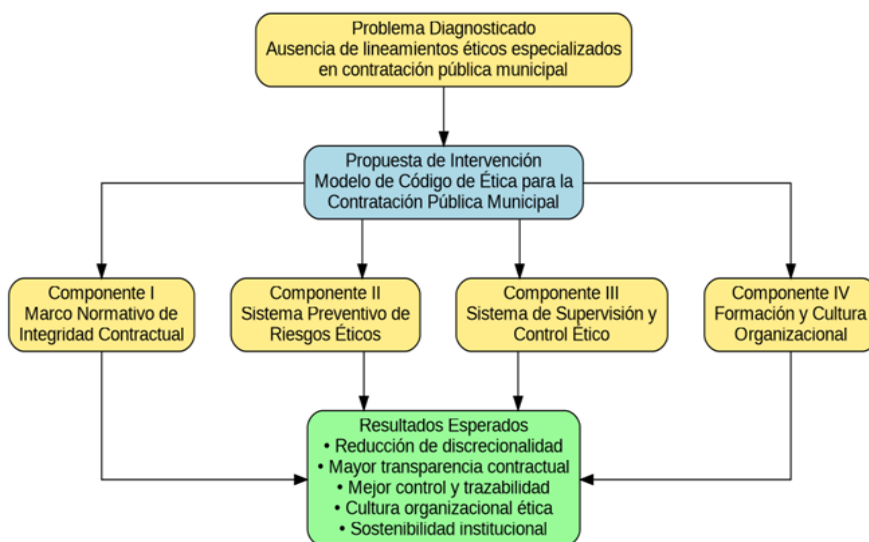 Problema Diagnosticado
Ausencia de lineamientos éticos especializados
en contratación pública municipal
Propuesta de Intervención
Modelo de Código de Ética para la
Contratación Pública Municipal
Componente I
Marco Normativo de
Integridad Contractual
Componente II
Sistema Preventivo de
Riesgos Éticos
Componente III
Sistema de Supervisión y
Control Ético
Componente IV
Formación y Cultura
Organizacional
Resultados Esperados
• Reducción de discrecionalidad
• Mayor transparencia contractual
• Mejor control y trazabilidad
• Cultura organizacional ética
• Sostenibilidad institucional